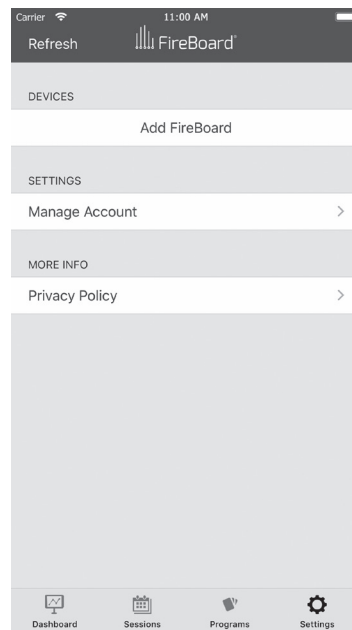 Carrier 11:00 AM
Refresh FireBoard
DEVICES
Add FireBoard
SETTINGS
Manage Account
MORE INFO
Privacy Policy
Dashboard Sessions Programs Settings